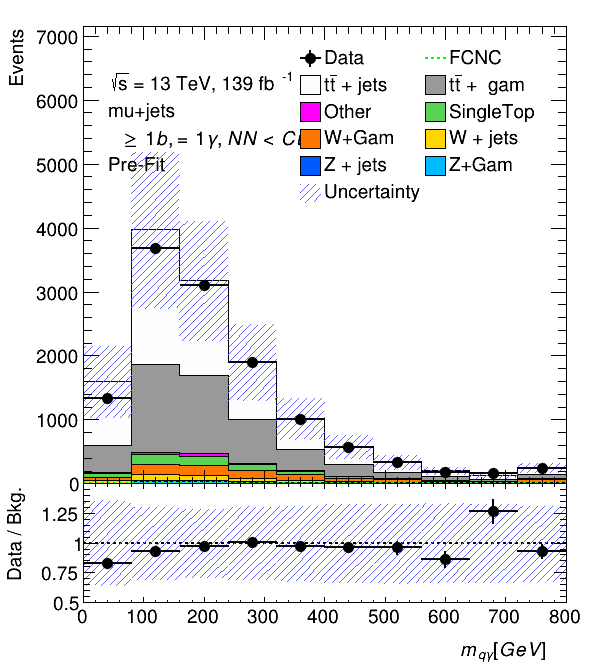 Events
7000
6000
5000
4000
3000
2000
1000
0
√s = 13 TeV, 139 fb⁻¹
mu+jets
≥ 1b, = 1γ, NN <
Pre-Fit
Data
FCNC
tt̄ + jets
tt̄ + gam
Other
SingleTop
W+Gam
W + jets
Z + jets
Z+Gam
Uncertainty
Data / Bkg.
1.25
1
0.75
0.5
0 100 200 300 400 500 600 700 800
m_qγ[GeV]